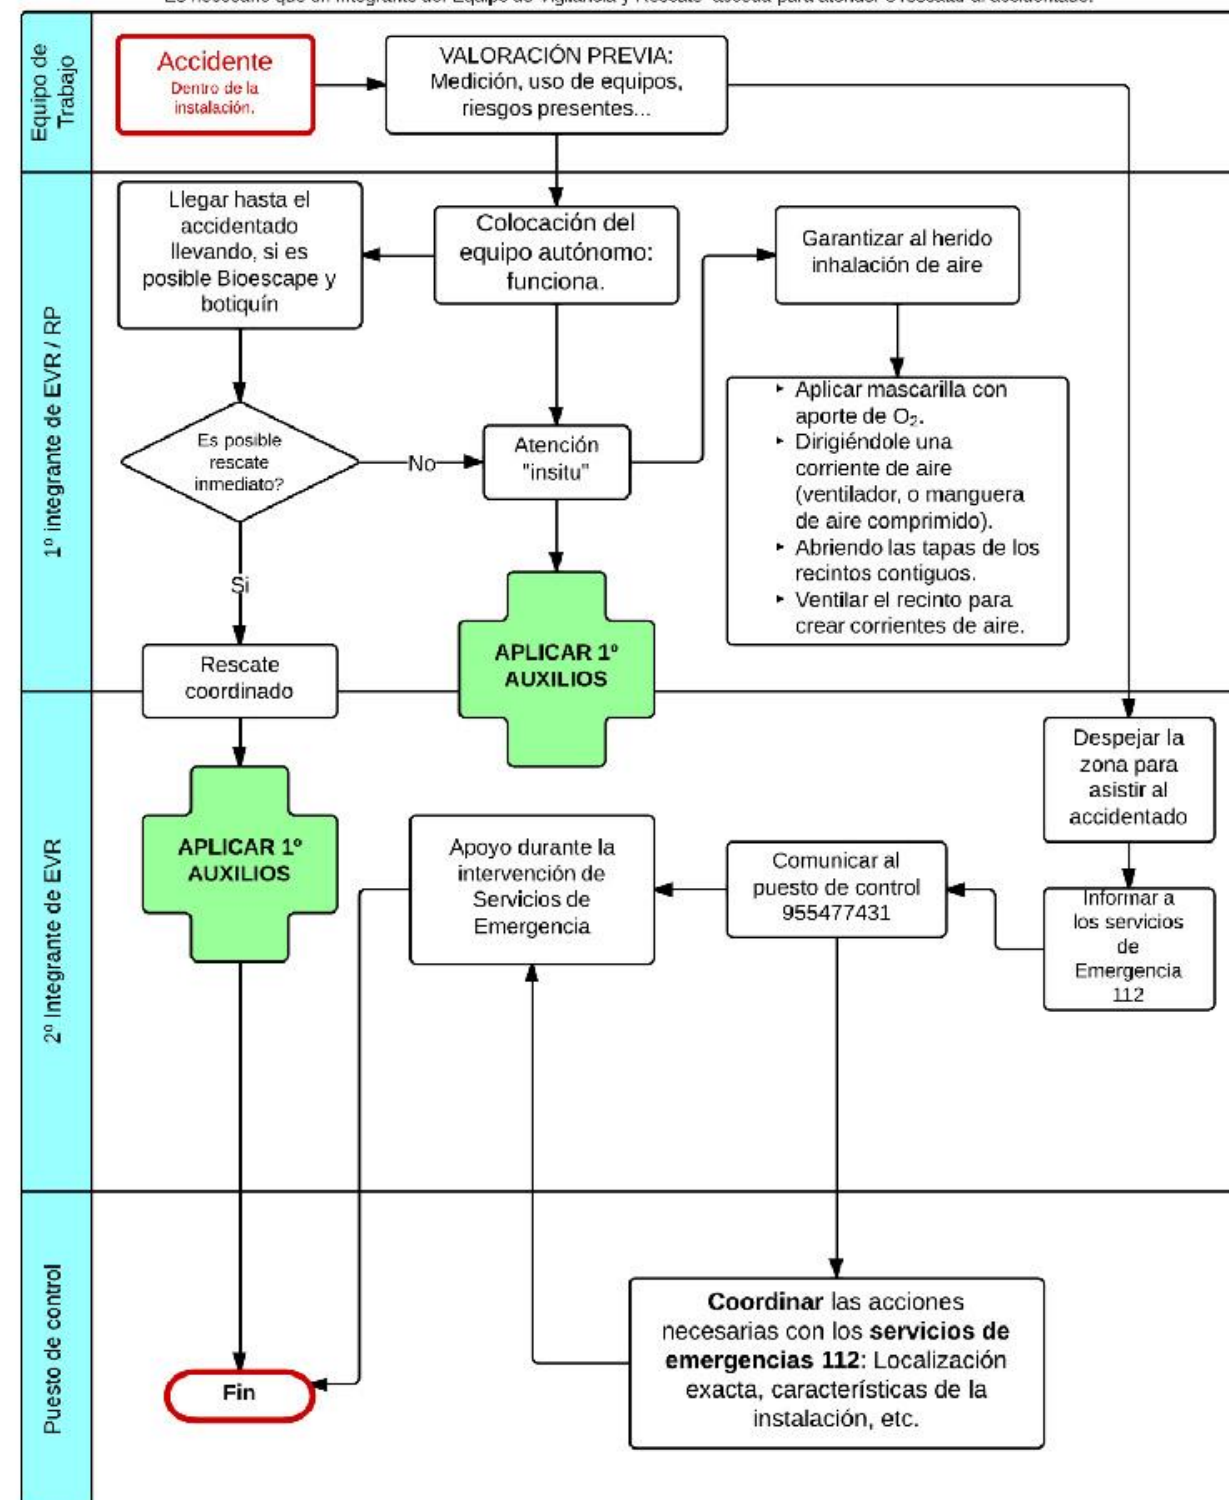 Equipo de
Trabajo
Accidente
Dentro de la
instalación.
VALORACIÓN PREVIA:
Medición, uso de equipos,
riesgos presentes...
1º integrante de EVR / RP
Llegar hasta el
accidentado
llevando, si es
posible Bioescape y
botiquín
Colocación del
equipo autónomo:
funciona.
Garantizar al herido
inhalación de aire
Es posible
rescate
inmediato?
No
Atención
"insitu"
▸ Aplicar mascarilla con
aporte de O₂.
▸ Dirigiéndole una
corriente de aire
(ventilador, o manguera
de aire comprimido).
▸ Abriendo las tapas de los
recintos contiguos.
▸ Ventilar el recinto para
crear corrientes de aire.
Si
Rescate
coordinado
APLICAR 1º
AUXILIOS
2º Integrante de EVR
Despejar la
zona para
asistir al
accidentado
APLICAR 1º
AUXILIOS
Apoyo durante la
intervención de
Servicios de
Emergencia
Comunicar al
puesto de control
955477431
Informar a
los servicios
de
Emergencia
112
Puesto de control
Coordinar las acciones
necesarias con los servicios de
emergencias 112: Localización
exacta, características de la
instalación, etc.
Fin